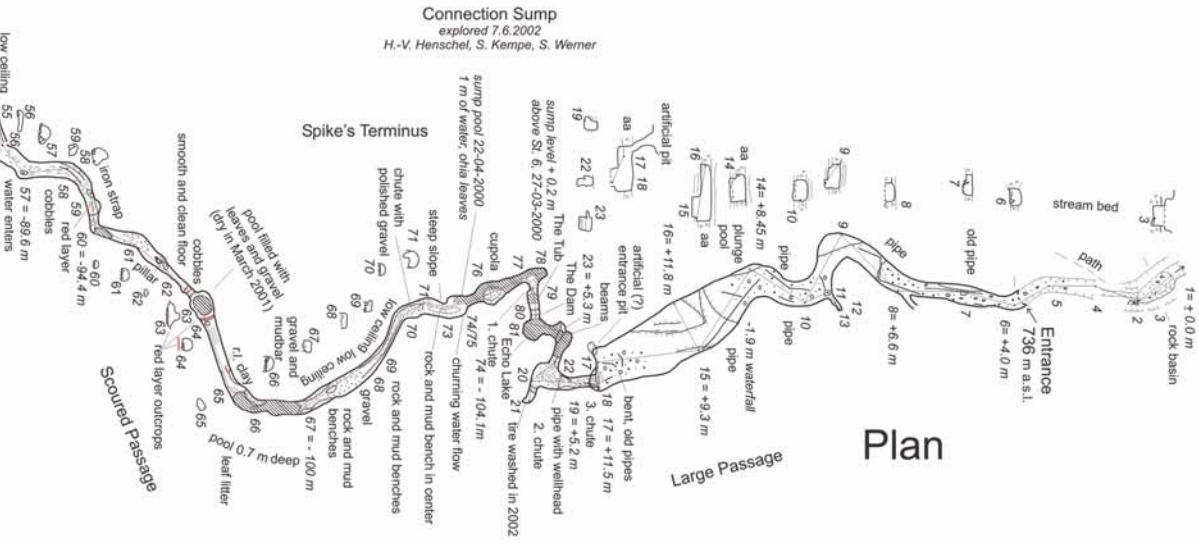 Connection Sump
explored 7.6.2002
H.-V. Henschel, S. Kempe, S. Werner
Spike's Terminus
Scoured Passage
Large Passage
Plan
low ceiling
55
56
56
57
57 = -89.6 m
water enters
58
59
iron strap
58
cobbles
59
red layer
60 = -94.4 m
60
61
61
pillar
62
62
63
63
64
64
red layer outcrops
smooth and clean floor
cobbles
pool filled with
leaves and gravel
(dry in March 2001)
r.l. clay
65
65
66
66
gravel and
mudbar
67
pool 0.7 m deep
leaf litter
67 = - 100 m
rock and mud
benches
gravel
68
68
69
69
rock and mud benches
low ceiling
low ceiling
70
70
chute with
polished gravel
71
71
steep slope
rock and mud bench in center
73
churning water flow
74/75
74 = - 104.1m
sump pool 22-04-2000
1 m of water, ohia leaves
76
cupola
77
78
79
80
81
1. chute
Echo Lake
sump level + 0.2 m
above St. 6, 27-03-2000
The Tub
The Dam
20
21
tire washed in 2002
2. chute
22
22
23
23 = +5.3 m
beams
artificial (?)
entrance pit
pipe with wellhead
19 = +5.2 m
3. chute
17
18
17 = +11.5 m
bent, old pipes
19
aa
17
18
artificial pit
16
15
aa
16= +11.8 m
aa
14
plunge
pool
14= +8.45 m
15 = +9.3 m
pipe
-1.9 m waterfall
pipe
pipe
10
10
9
9
11
12
13
pipe
8
8= +6.6 m
7
7
old pipe
6
6= +4.0 m
Entrance
736 m a.s.l.
stream bed
path
5
4
3
3
2
rock basin
1= ± 0.0 m